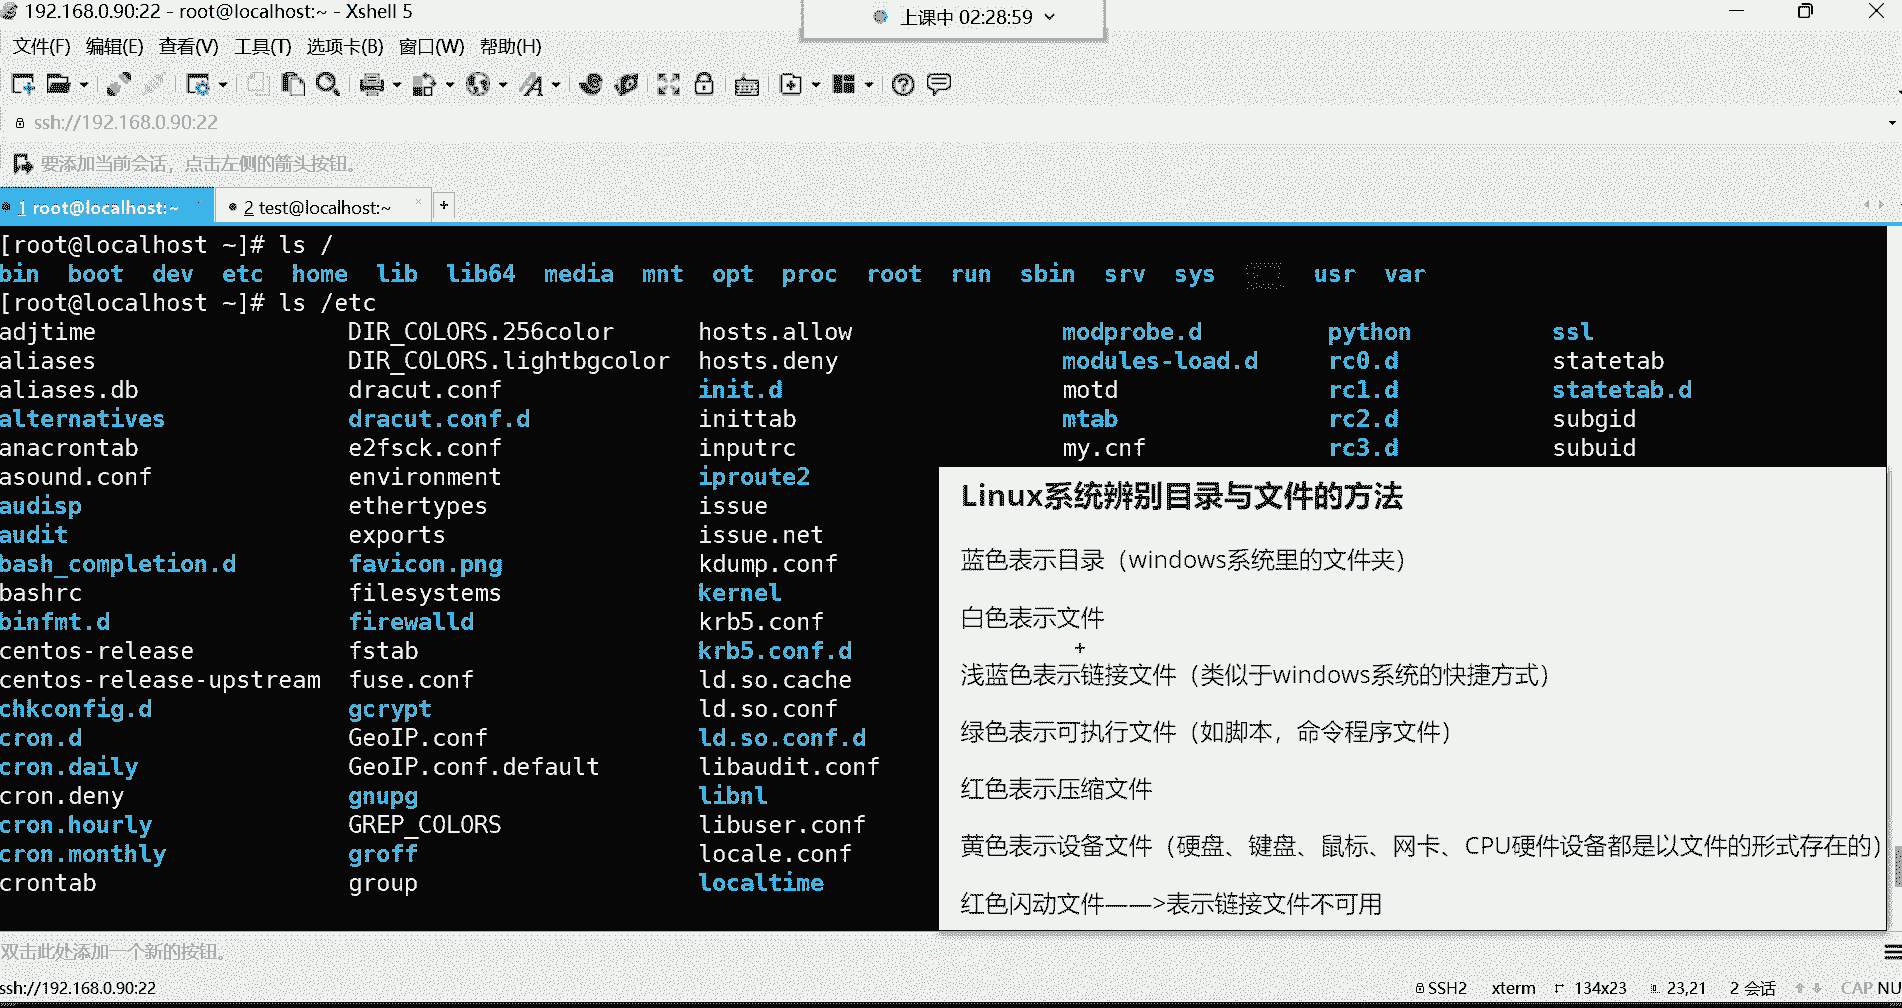 192.168.0.90:22 - root@localhost:~ - Xshell 5
上课中 02:28:59
文件(F) 编辑(E) 查看(V) 工具(T) 选项卡(B) 窗口(W) 帮助(H)
ssh://192.168.0.90:22
要添加当前会话，点击左侧的箭头按钮。
1 root@localhost:~ 2 test@localhost:~ +
[root@localhost ~]# ls /
bin boot dev etc home lib lib64 media mnt opt proc root run sbin srv sys usr var
[root@localhost ~]# ls /etc
adjtime DIR_COLORS.256color hosts.allow modprobe.d python ssl
aliases DIR_COLORS.lightbgcolor hosts.deny modules-load.d rc0.d statetab
aliases.db dracut.conf init.d motd rc1.d statetab.d
alternatives dracut.conf.d inittab mtab rc2.d subgid
anacrontab e2fsck.conf inputrc my.cnf rc3.d subuid
asound.conf environment iproute2
audisp ethertypes issue
audit exports issue.net
bash_completion.d favicon.png kdump.conf
bashrc filesystems kernel
binfmt.d firewalld krb5.conf
centos-release fstab krb5.conf.d
centos-release-upstream fuse.conf ld.so.cache
chkconfig.d gcrypt ld.so.conf
cron.d GeoIP.conf ld.so.conf.d
cron.daily GeoIP.conf.default libaudit.conf
cron.deny gnupg libnl
cron.hourly GREP_COLORS libuser.conf
cron.monthly groff locale.conf
crontab group localtime
Linux系统辨别目录与文件的方法
蓝色表示目录（windows系统里的文件夹）
白色表示文件
浅蓝色表示链接文件（类似于windows系统的快捷方式）
绿色表示可执行文件（如脚本，命令程序文件）
红色表示压缩文件
黄色表示设备文件（硬盘、键盘、鼠标、网卡、CPU硬件设备都是以文件的形式存在的）
红色闪动文件——>表示链接文件不可用
双击此处添加一个新的按钮。
ssh://192.168.0.90:22 SSH2 xterm 134x23 23,21 2 会话 CAP NU